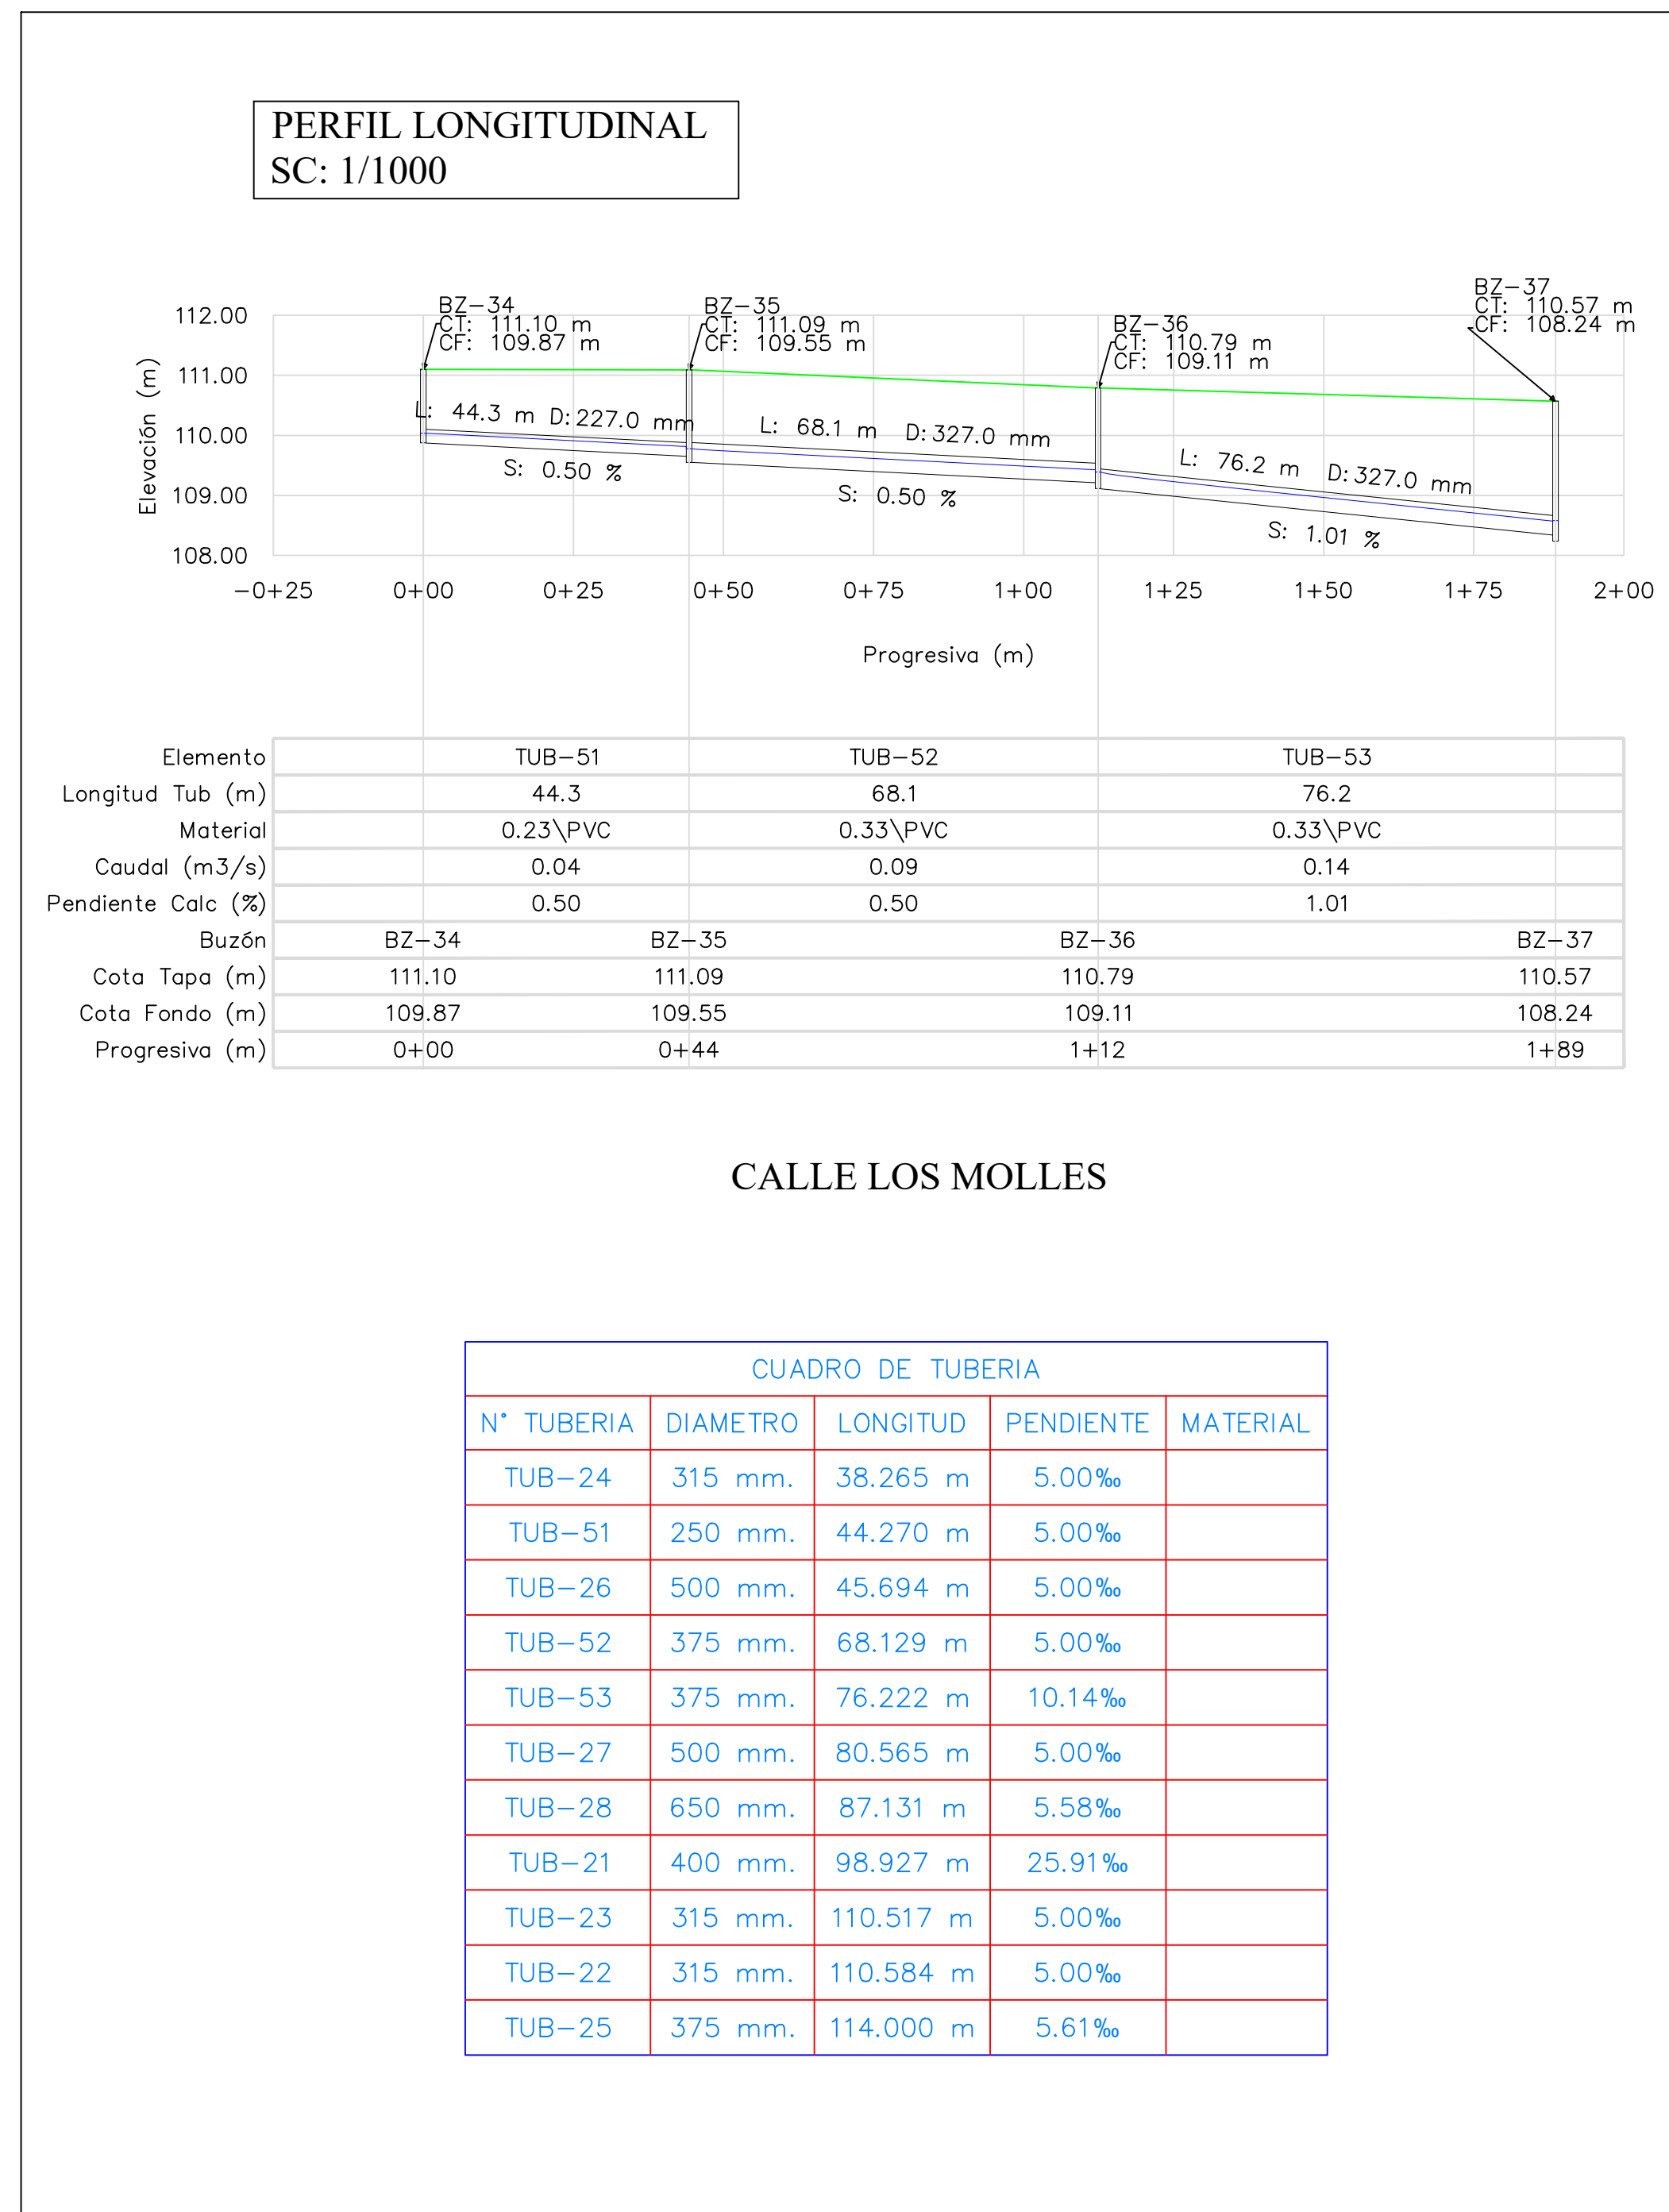 PERFIL LONGITUDINAL
SC: 1/1000
BZ-34
CT: 111.10 m
CF: 109.87 m
BZ-35
CT: 111.09 m
CF: 109.55 m
BZ-36
CT: 110.79 m
CF: 109.11 m
BZ-37
CT: 110.57 m
CF: 108.24 m
Elevación (m)
112.00
111.00
110.00
109.00
108.00
L: 44.3 m D: 227.0 mm
S: 0.50 %
L: 68.1 m D: 327.0 mm
S: 0.50 %
L: 76.2 m D: 327.0 mm
S: 1.01 %
-0+25 0+00 0+25 0+50 0+75 1+00 1+25 1+50 1+75 2+00
Progresiva (m)
Elemento TUB-51 TUB-52 TUB-53
Longitud Tub (m) 44.3 68.1 76.2
Material 0.23\PVC 0.33\PVC 0.33\PVC
Caudal (m3/s) 0.04 0.09 0.14
Pendiente Calc (%) 0.50 0.50 1.01
Buzón BZ-34 BZ-35 BZ-36 BZ-37
Cota Tapa (m) 111.10 111.09 110.79 110.57
Cota Fondo (m) 109.87 109.55 109.11 108.24
Progresiva (m) 0+00 0+44 1+12 1+89
CALLE LOS MOLLES
CUADRO DE TUBERIA
N° TUBERIA DIAMETRO LONGITUD PENDIENTE MATERIAL
TUB-24 315 mm. 38.265 m 5.00‰
TUB-51 250 mm. 44.270 m 5.00‰
TUB-26 500 mm. 45.694 m 5.00‰
TUB-52 375 mm. 68.129 m 5.00‰
TUB-53 375 mm. 76.222 m 10.14‰
TUB-27 500 mm. 80.565 m 5.00‰
TUB-28 650 mm. 87.131 m 5.58‰
TUB-21 400 mm. 98.927 m 25.91‰
TUB-23 315 mm. 110.517 m 5.00‰
TUB-22 315 mm. 110.584 m 5.00‰
TUB-25 375 mm. 114.000 m 5.61‰